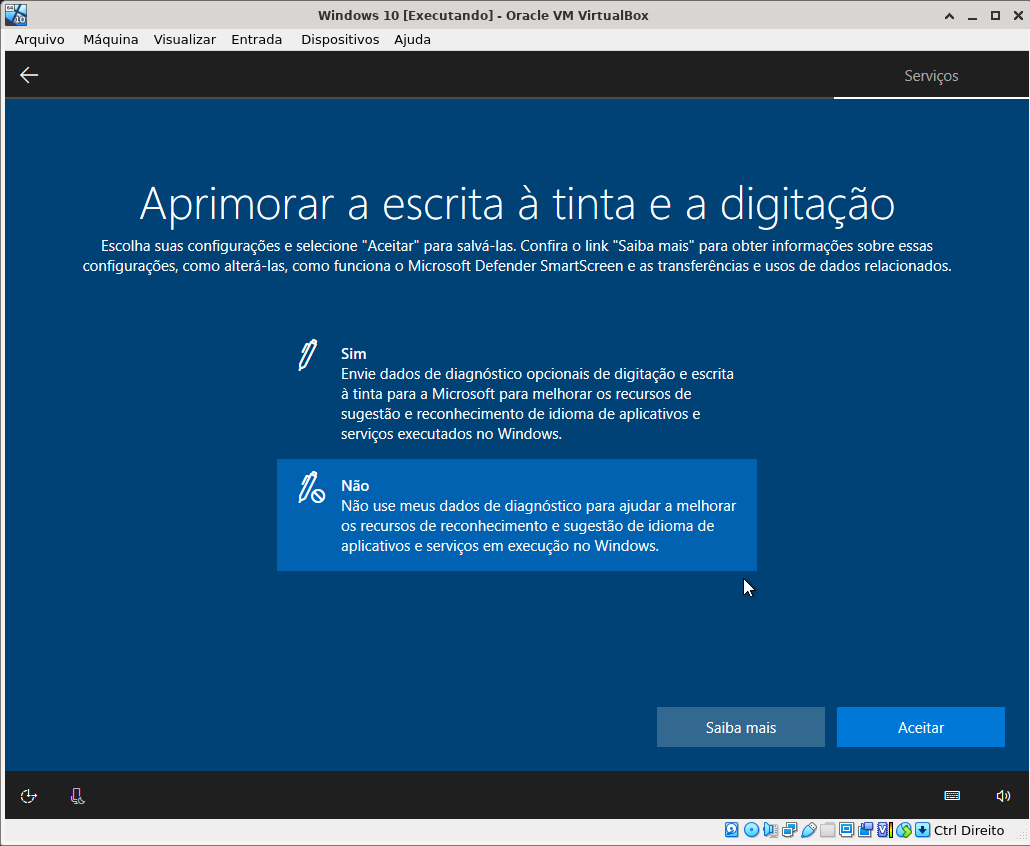 Windows 10 [Executando] - Oracle VM VirtualBox
Arquivo Máquina Visualizar Entrada Dispositivos Ajuda
Serviços
Aprimorar a escrita à tinta e a digitação
Escolha suas configurações e selecione "Aceitar" para salvá-las. Confira o link "Saiba mais" para obter informações sobre essas
configurações, como alterá-las, como funciona o Microsoft Defender SmartScreen e as transferências e usos de dados relacionados.
Sim
Envie dados de diagnóstico opcionais de digitação e escrita
à tinta para a Microsoft para melhorar os recursos de
sugestão e reconhecimento de idioma de aplicativos e
serviços executados no Windows.
Não
Não use meus dados de diagnóstico para ajudar a melhorar
os recursos de reconhecimento e sugestão de idioma de
aplicativos e serviços em execução no Windows.
Saiba mais
Aceitar
Ctrl Direito